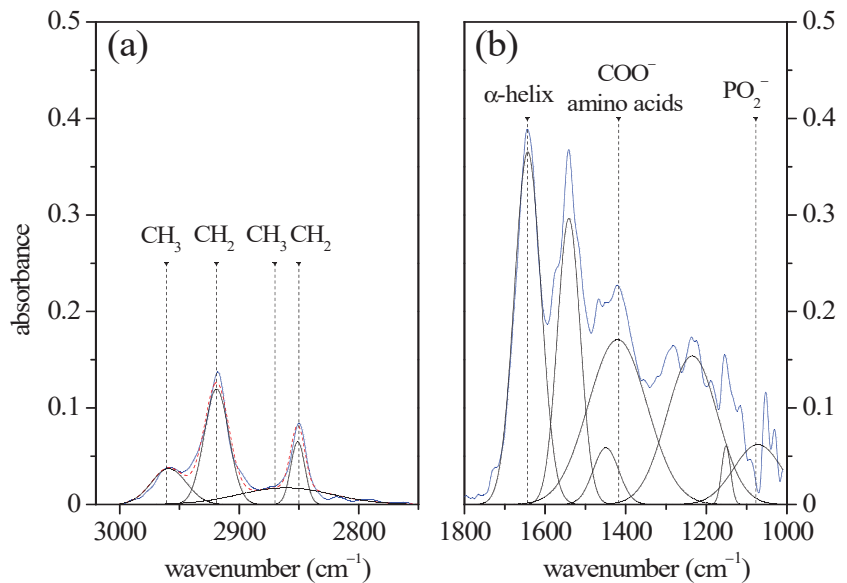 (a)
CH₃ CH₂ CH₃ CH₂
absorbance
0.5
0.4
0.3
0.2
0.1
0
3000 2900 2800
wavenumber (cm⁻¹)
(b)
COO⁻
α-helix amino acids PO₂⁻
0.5
0.4
0.3
0.2
0.1
0
1800 1600 1400 1200 1000
wavenumber (cm⁻¹)